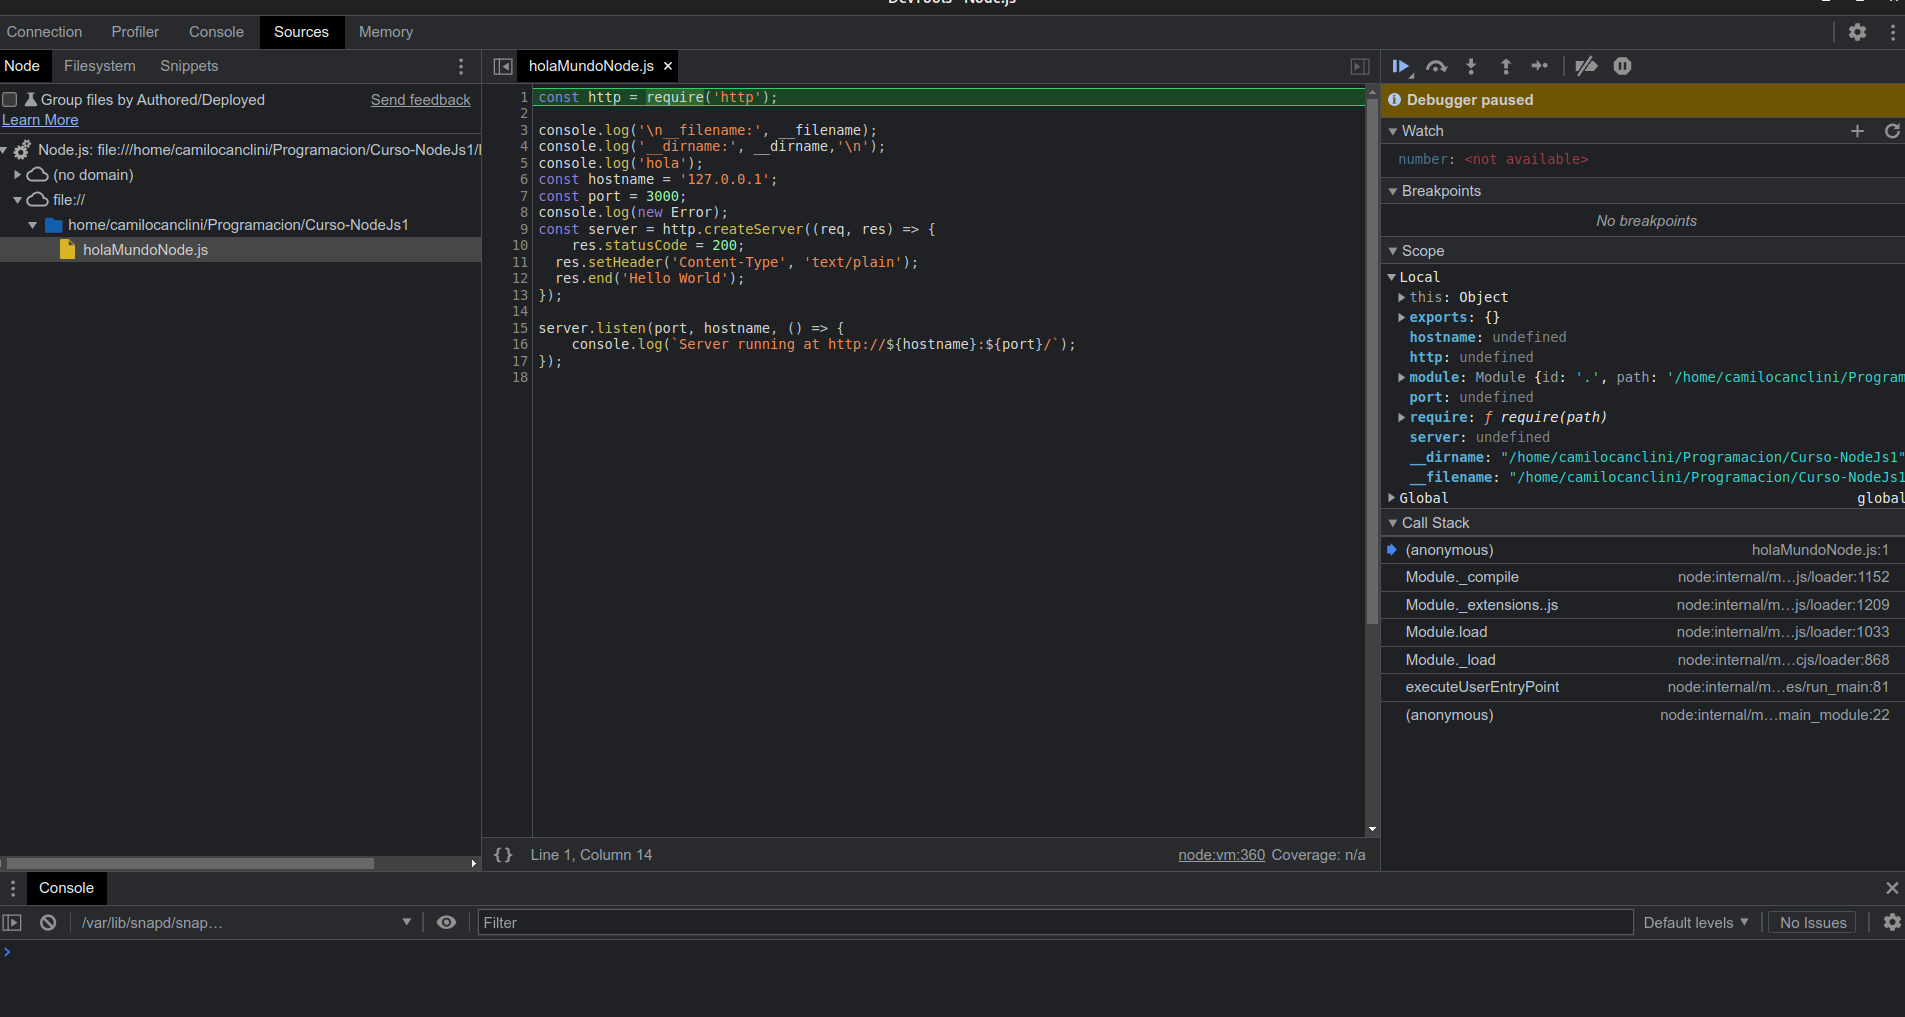 DevTools - Node.js
Connection Profiler Console Sources Memory
Node Filesystem Snippets
Group files by Authored/Deployed Send feedback
Learn More
Node.js: file:///home/camilocanclini/Programacion/Curso-NodeJs1/
(no domain)
file://
home/camilocanclini/Programacion/Curso-NodeJs1
holaMundoNode.js
holaMundoNode.js ×
1 const http = require('http');
2
3 console.log('\n__filename:', __filename);
4 console.log('__dirname:', __dirname,'\n');
5 console.log('hola');
6 const hostname = '127.0.0.1';
7 const port = 3000;
8 console.log(new Error);
9 const server = http.createServer((req, res) => {
10     res.statusCode = 200;
11   res.setHeader('Content-Type', 'text/plain');
12   res.end('Hello World');
13 });
14
15 server.listen(port, hostname, () => {
16     console.log(`Server running at http://${hostname}:${port}/`);
17 });
18
{} Line 1, Column 14 node:vm:360 Coverage: n/a
Debugger paused
Watch
number: <not available>
Breakpoints
No breakpoints
Scope
Local
this: Object
exports: {}
hostname: undefined
http: undefined
module: Module {id: '.', path: '/home/camilocanclini/Program
port: undefined
require: ƒ require(path)
server: undefined
__dirname: "/home/camilocanclini/Programacion/Curso-NodeJs1"
__filename: "/home/camilocanclini/Programacion/Curso-NodeJs1
Global global
Call Stack
(anonymous) holaMundoNode.js:1
Module._compile node:internal/m…js/loader:1152
Module._extensions..js node:internal/m…js/loader:1209
Module.load node:internal/m…js/loader:1033
Module._load node:internal/m…cjs/loader:868
executeUserEntryPoint node:internal/m…es/run_main:81
(anonymous) node:internal/m…main_module:22
Console
/var/lib/snapd/snap… Filter Default levels No Issues